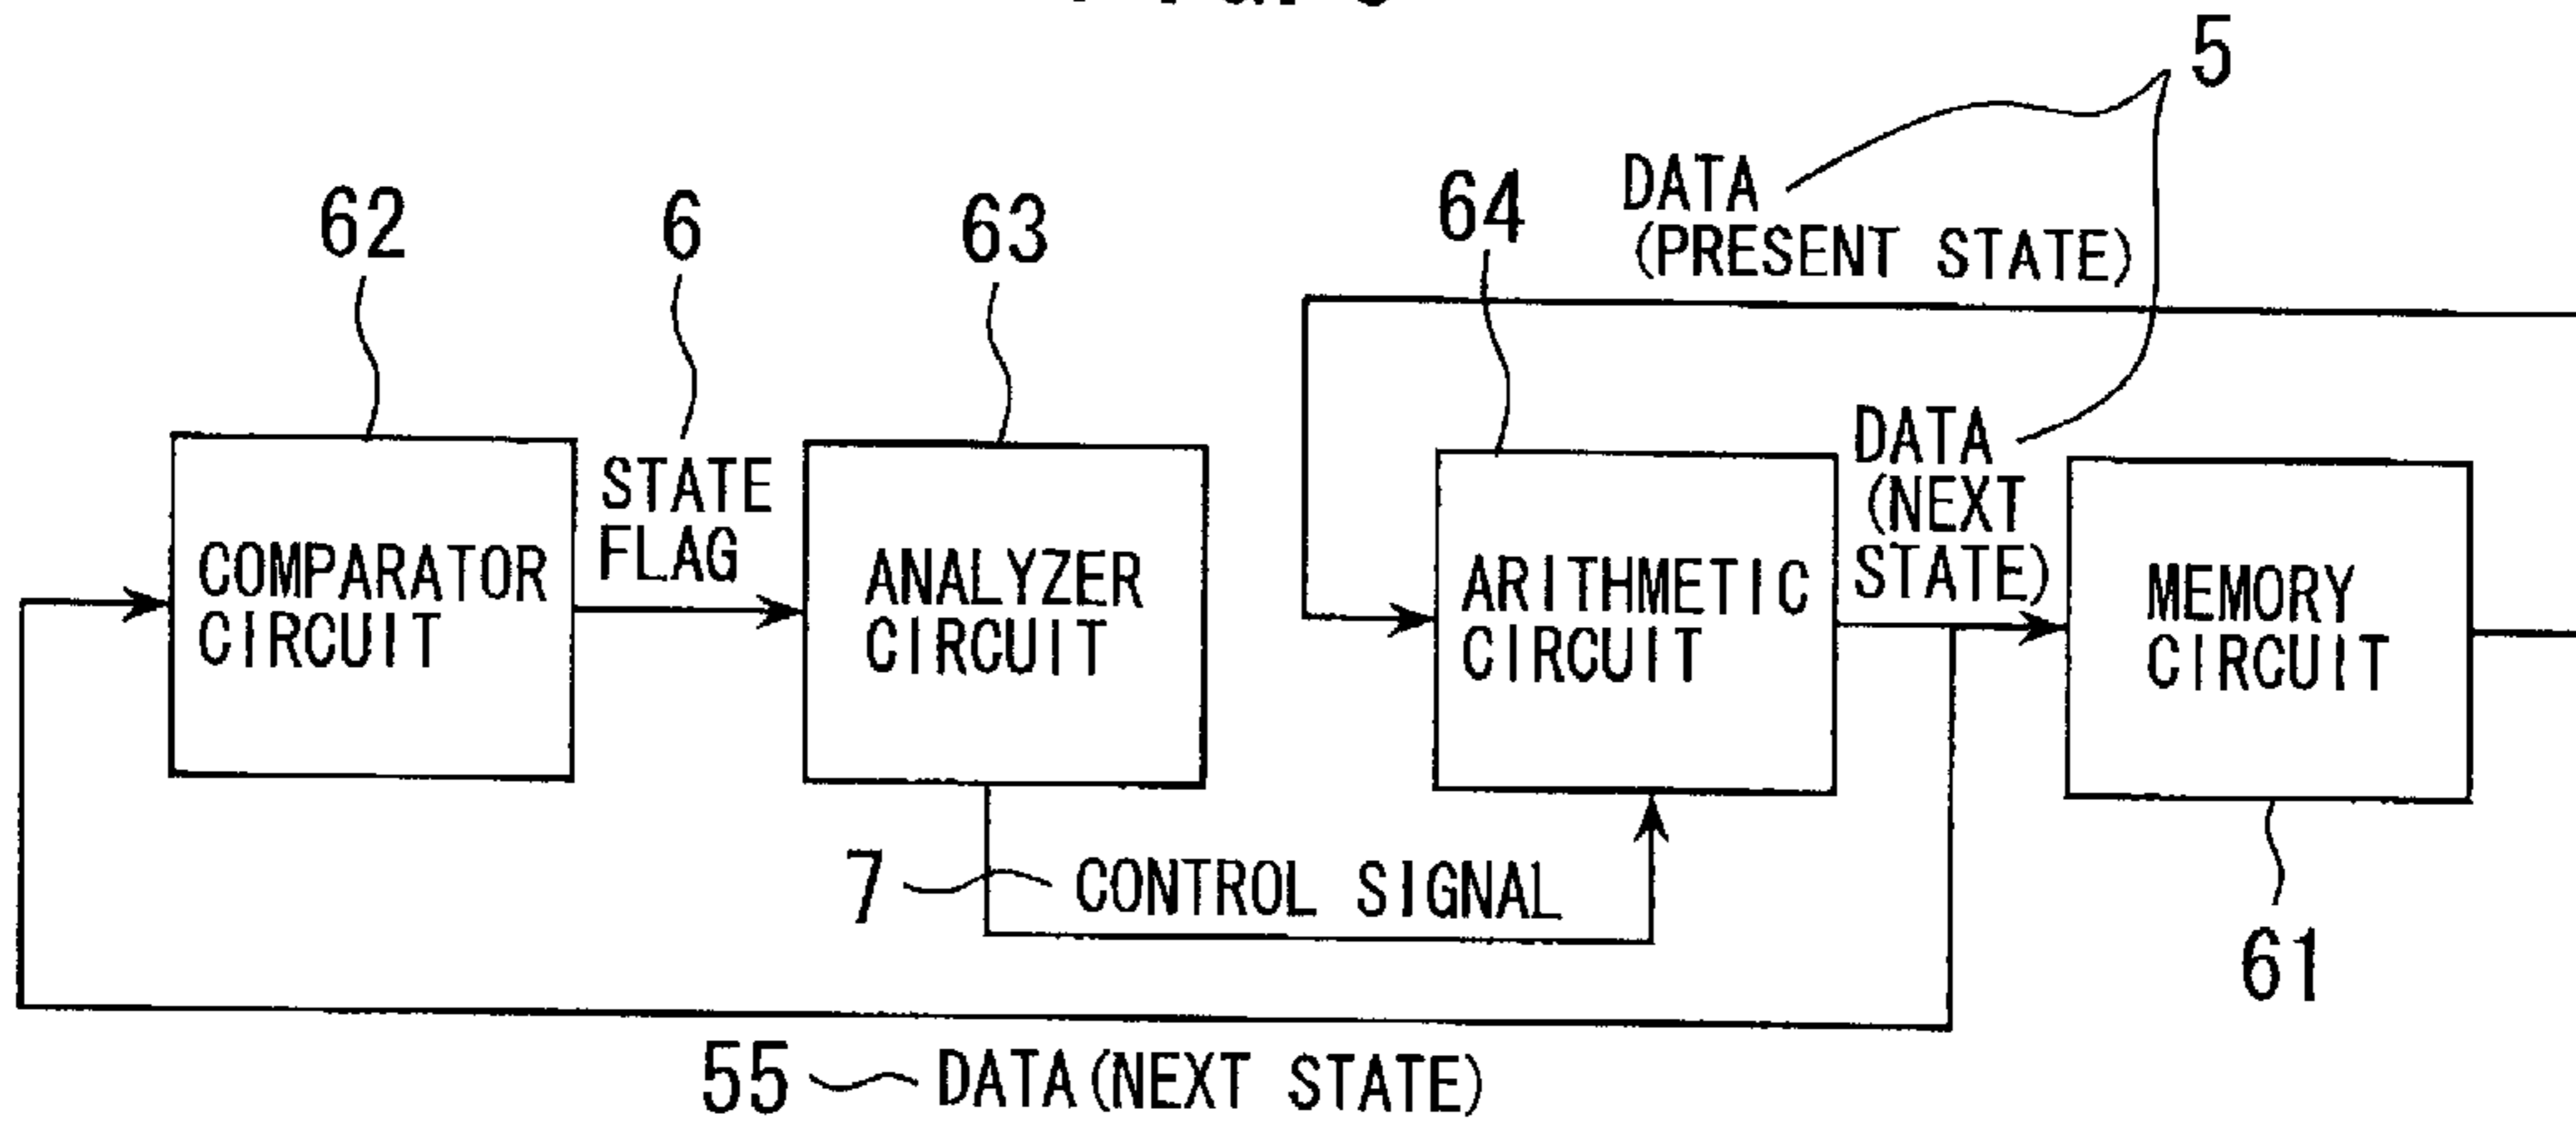 5
DATA
(PRESENT STATE)
62
6
63
64
STATE
FLAG
DATA
(NEXT
STATE)
COMPARATOR
CIRCUIT
ANALYZER
CIRCUIT
ARITHMETIC
CIRCUIT
MEMORY
CIRCUIT
7 CONTROL SIGNAL
61
55 DATA(NEXT STATE)